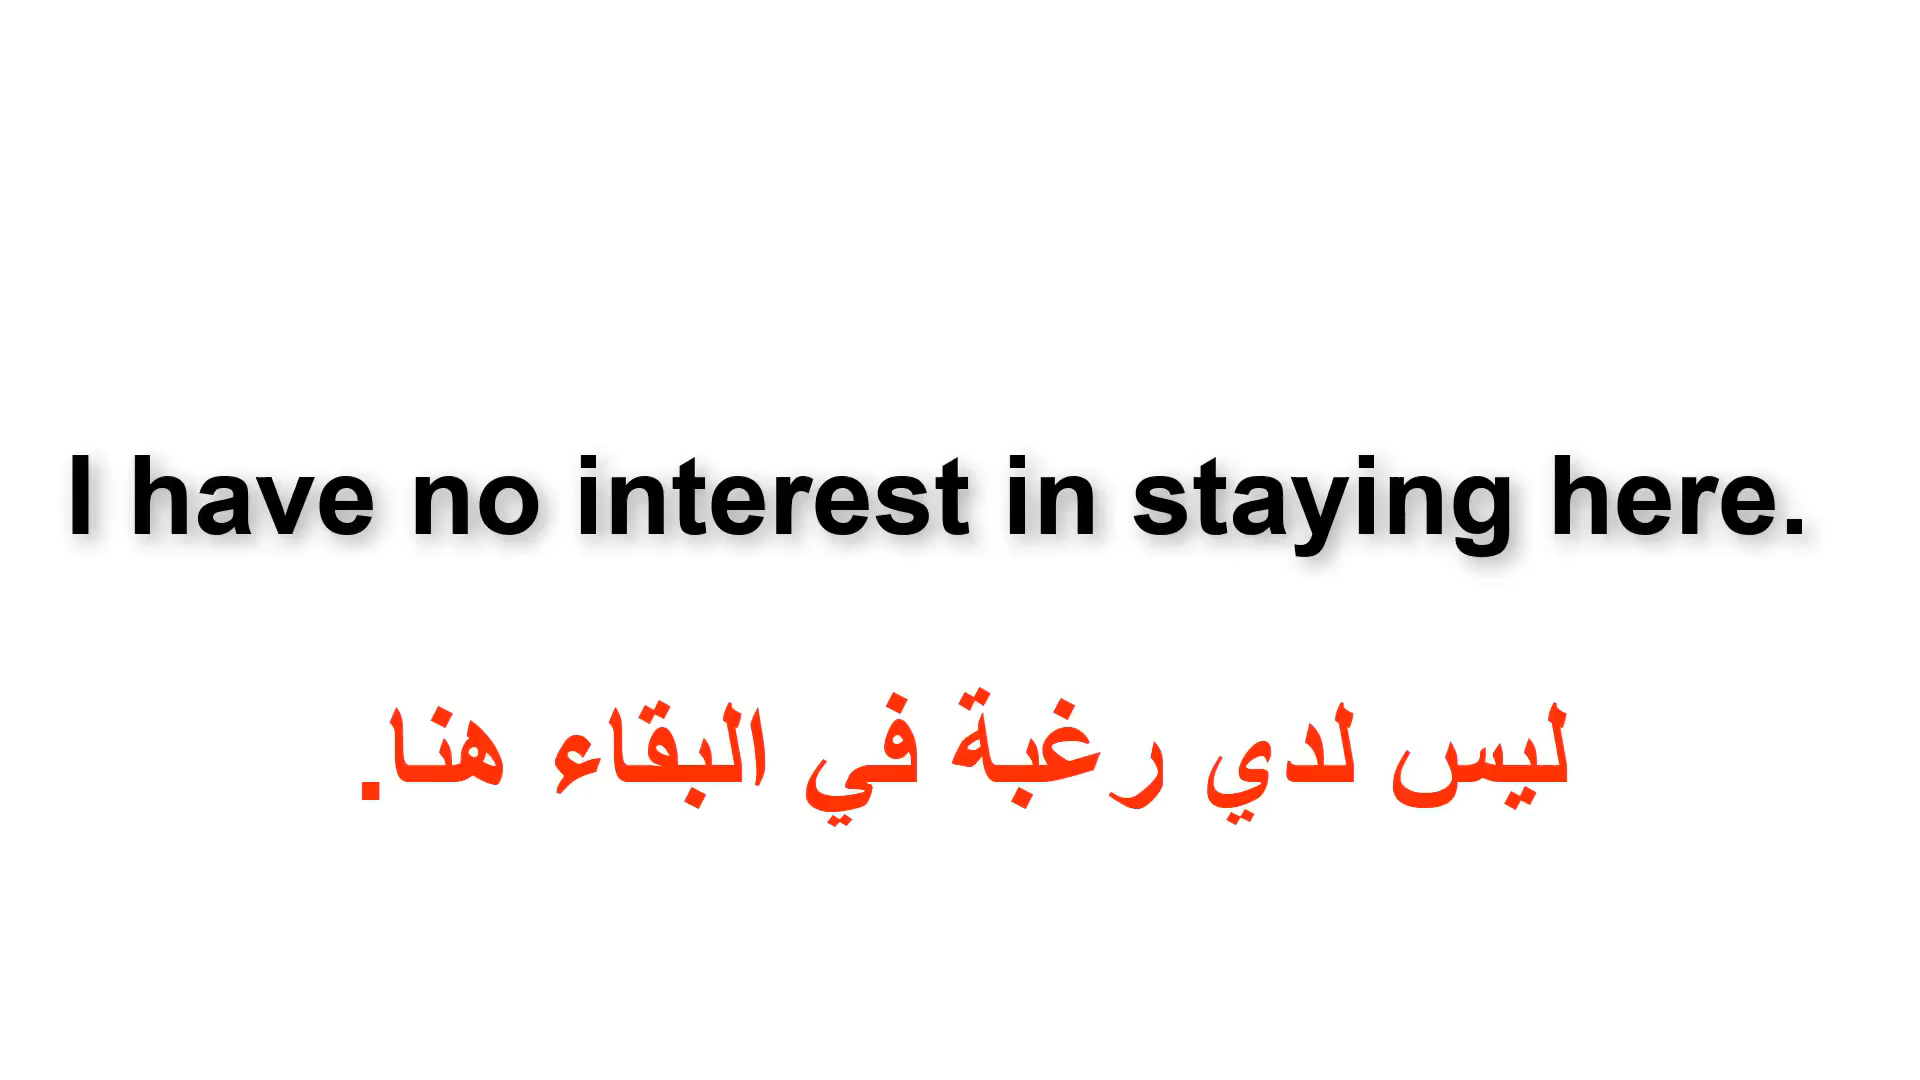 I have no interest in staying here.
ليس لدي رغبة في البقاء هنا.